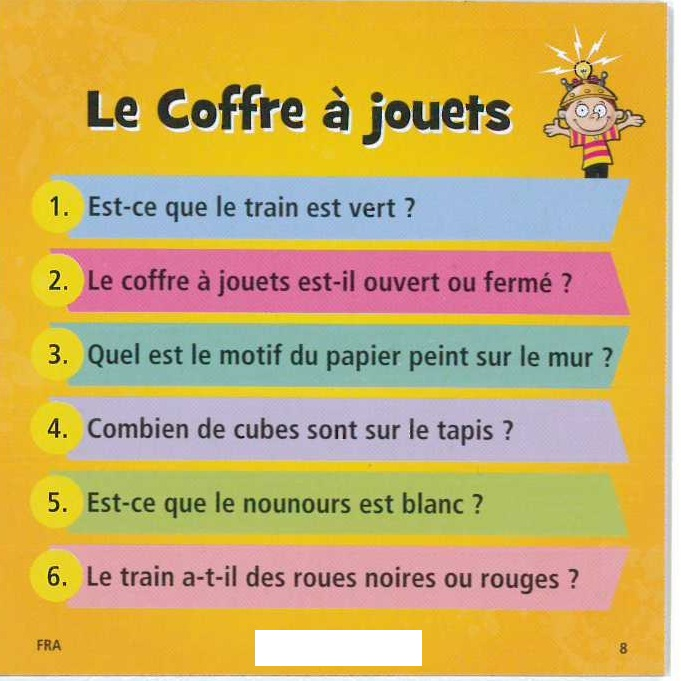 Le Coffre à jouets
1. Est-ce que le train est vert ?
2. Le coffre à jouets est-il ouvert ou fermé ?
3. Quel est le motif du papier peint sur le mur ?
4. Combien de cubes sont sur le tapis ?
5. Est-ce que le nounours est blanc ?
6. Le train a-t-il des roues noires ou rouges ?
FRA
8